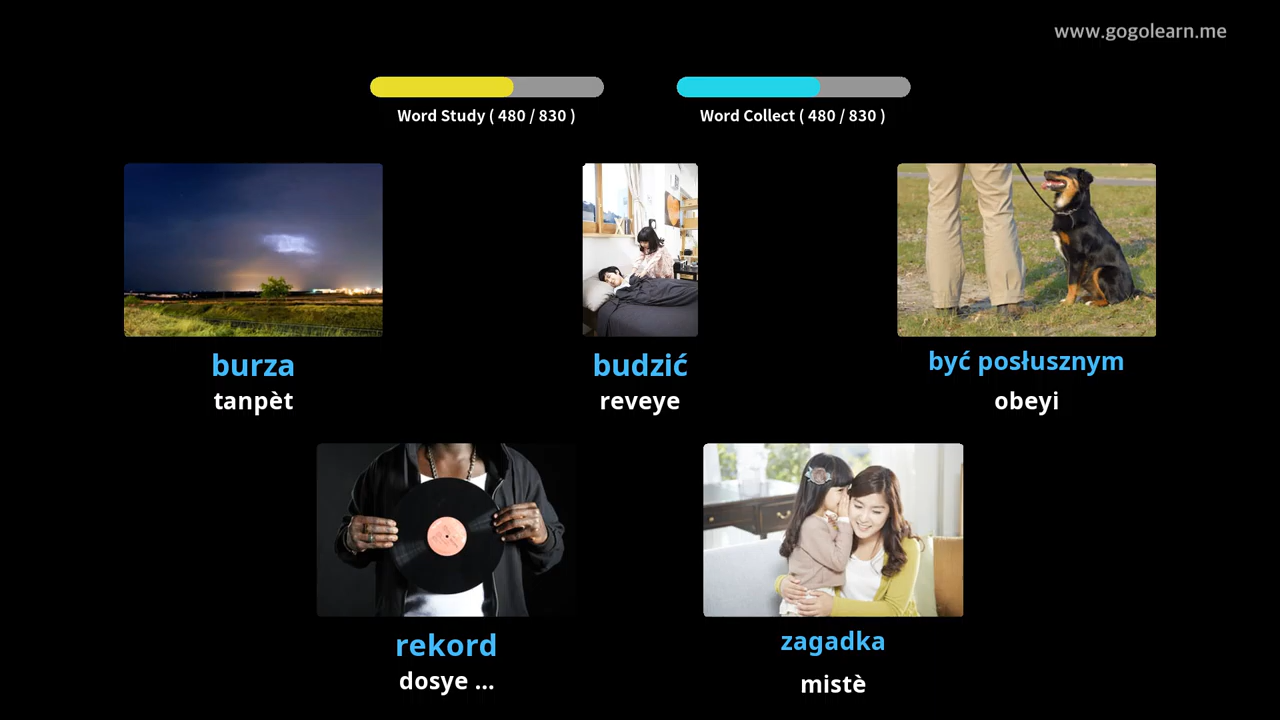 www.gogolearn.me
Word Study ( 480 / 830 )
Word Collect ( 480 / 830 )
burza
tanpèt
budzić
reveye
być posłusznym
obeyi
rekord
dosye ...
zagadka
mistè